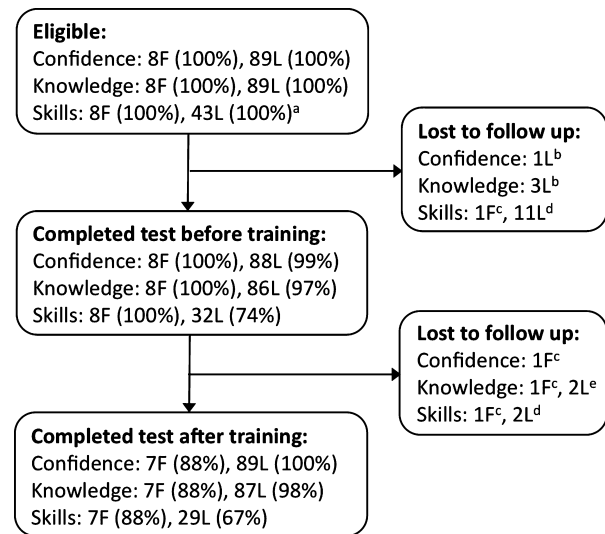 Eligible:
Confidence: 8F (100%), 89L (100%)
Knowledge: 8F (100%), 89L (100%)
Skills: 8F (100%), 43L (100%)ᵃ
Lost to follow up:
Confidence: 1Lᵇ
Knowledge: 3Lᵇ
Skills: 1Fᶜ, 11Lᵈ
Completed test before training:
Confidence: 8F (100%), 88L (99%)
Knowledge: 8F (100%), 86L (97%)
Skills: 8F (100%), 32L (74%)
Lost to follow up:
Confidence: 1Fᶜ
Knowledge: 1Fᶜ, 2Lᵉ
Skills: 1Fᶜ, 2Lᵈ
Completed test after training:
Confidence: 7F (88%), 89L (100%)
Knowledge: 7F (88%), 87L (98%)
Skills: 7F (88%), 29L (67%)